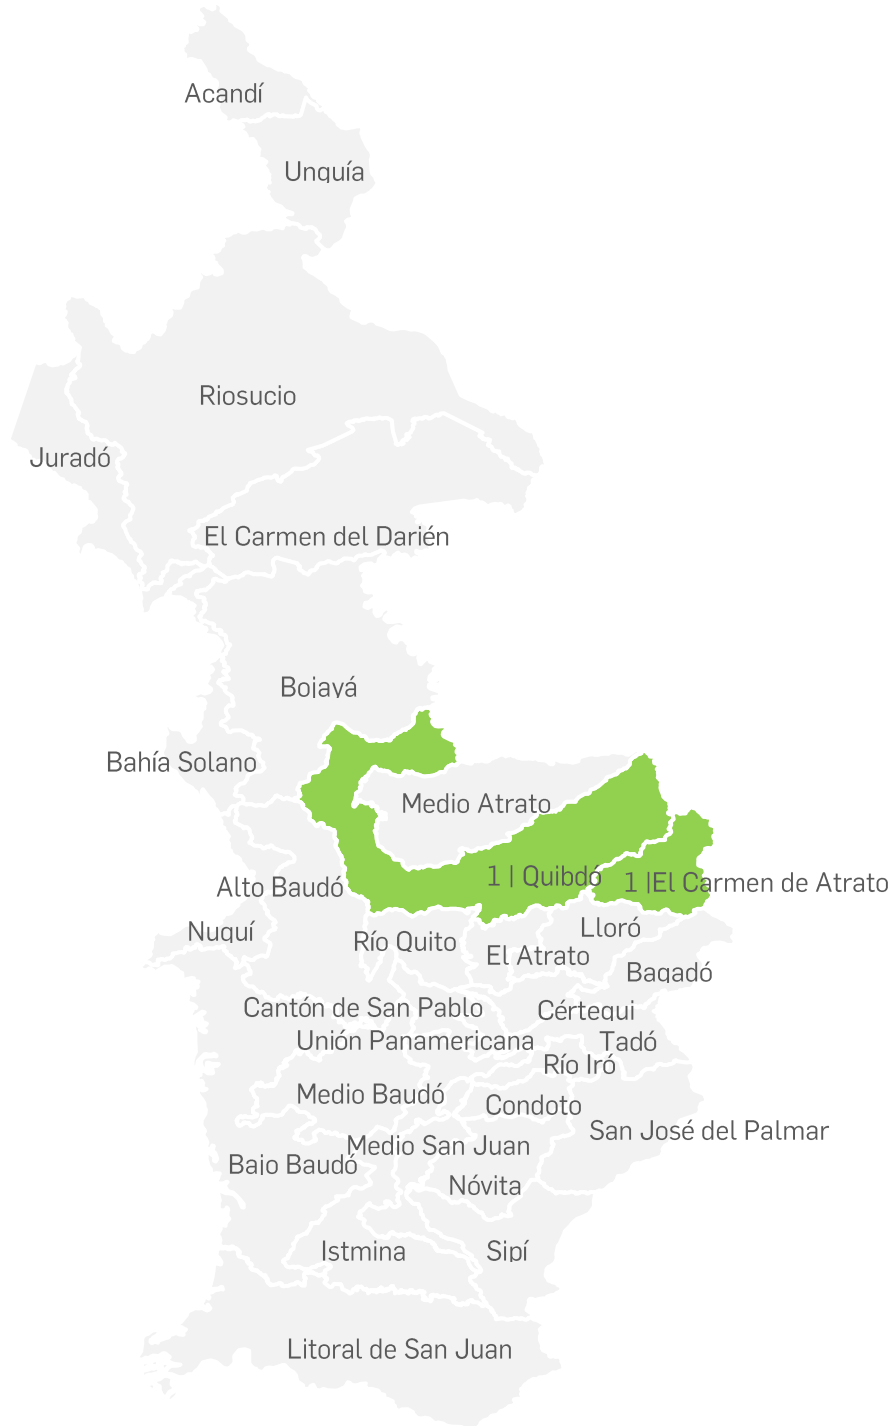 Acandí
Unguía
Riosucio
Juradó
El Carmen del Darién
Bojayá
Bahía Solano
Medio Atrato
1 | Quibdó
1 |El Carmen de Atrato
Alto Baudó
Nuquí
Río Quito
Lloró
El Atrato
Bagadó
Cantón de San Pablo
Cértegui
Unión Panamericana
Tadó
Río Iró
Medio Baudó
Condoto
San José del Palmar
Medio San Juan
Bajo Baudó
Nóvita
Istmina
Sipí
Litoral de San Juan